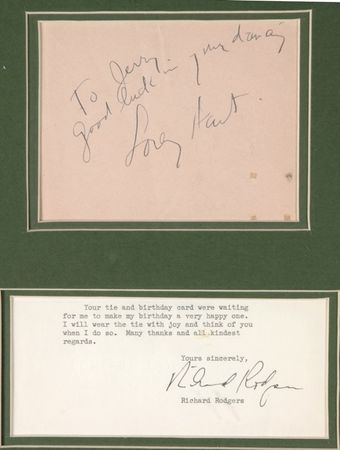 To Jerry
good luck in your dancing
Lorenz Hart.
Your tie and birthday card were waiting
for me to make my birthday a very happy one.
I will wear the tie with joy and think of you
when I do so. Many thanks and all kindest
regards.
Yours sincerely,
Richard Rodgers
Richard Rodgers